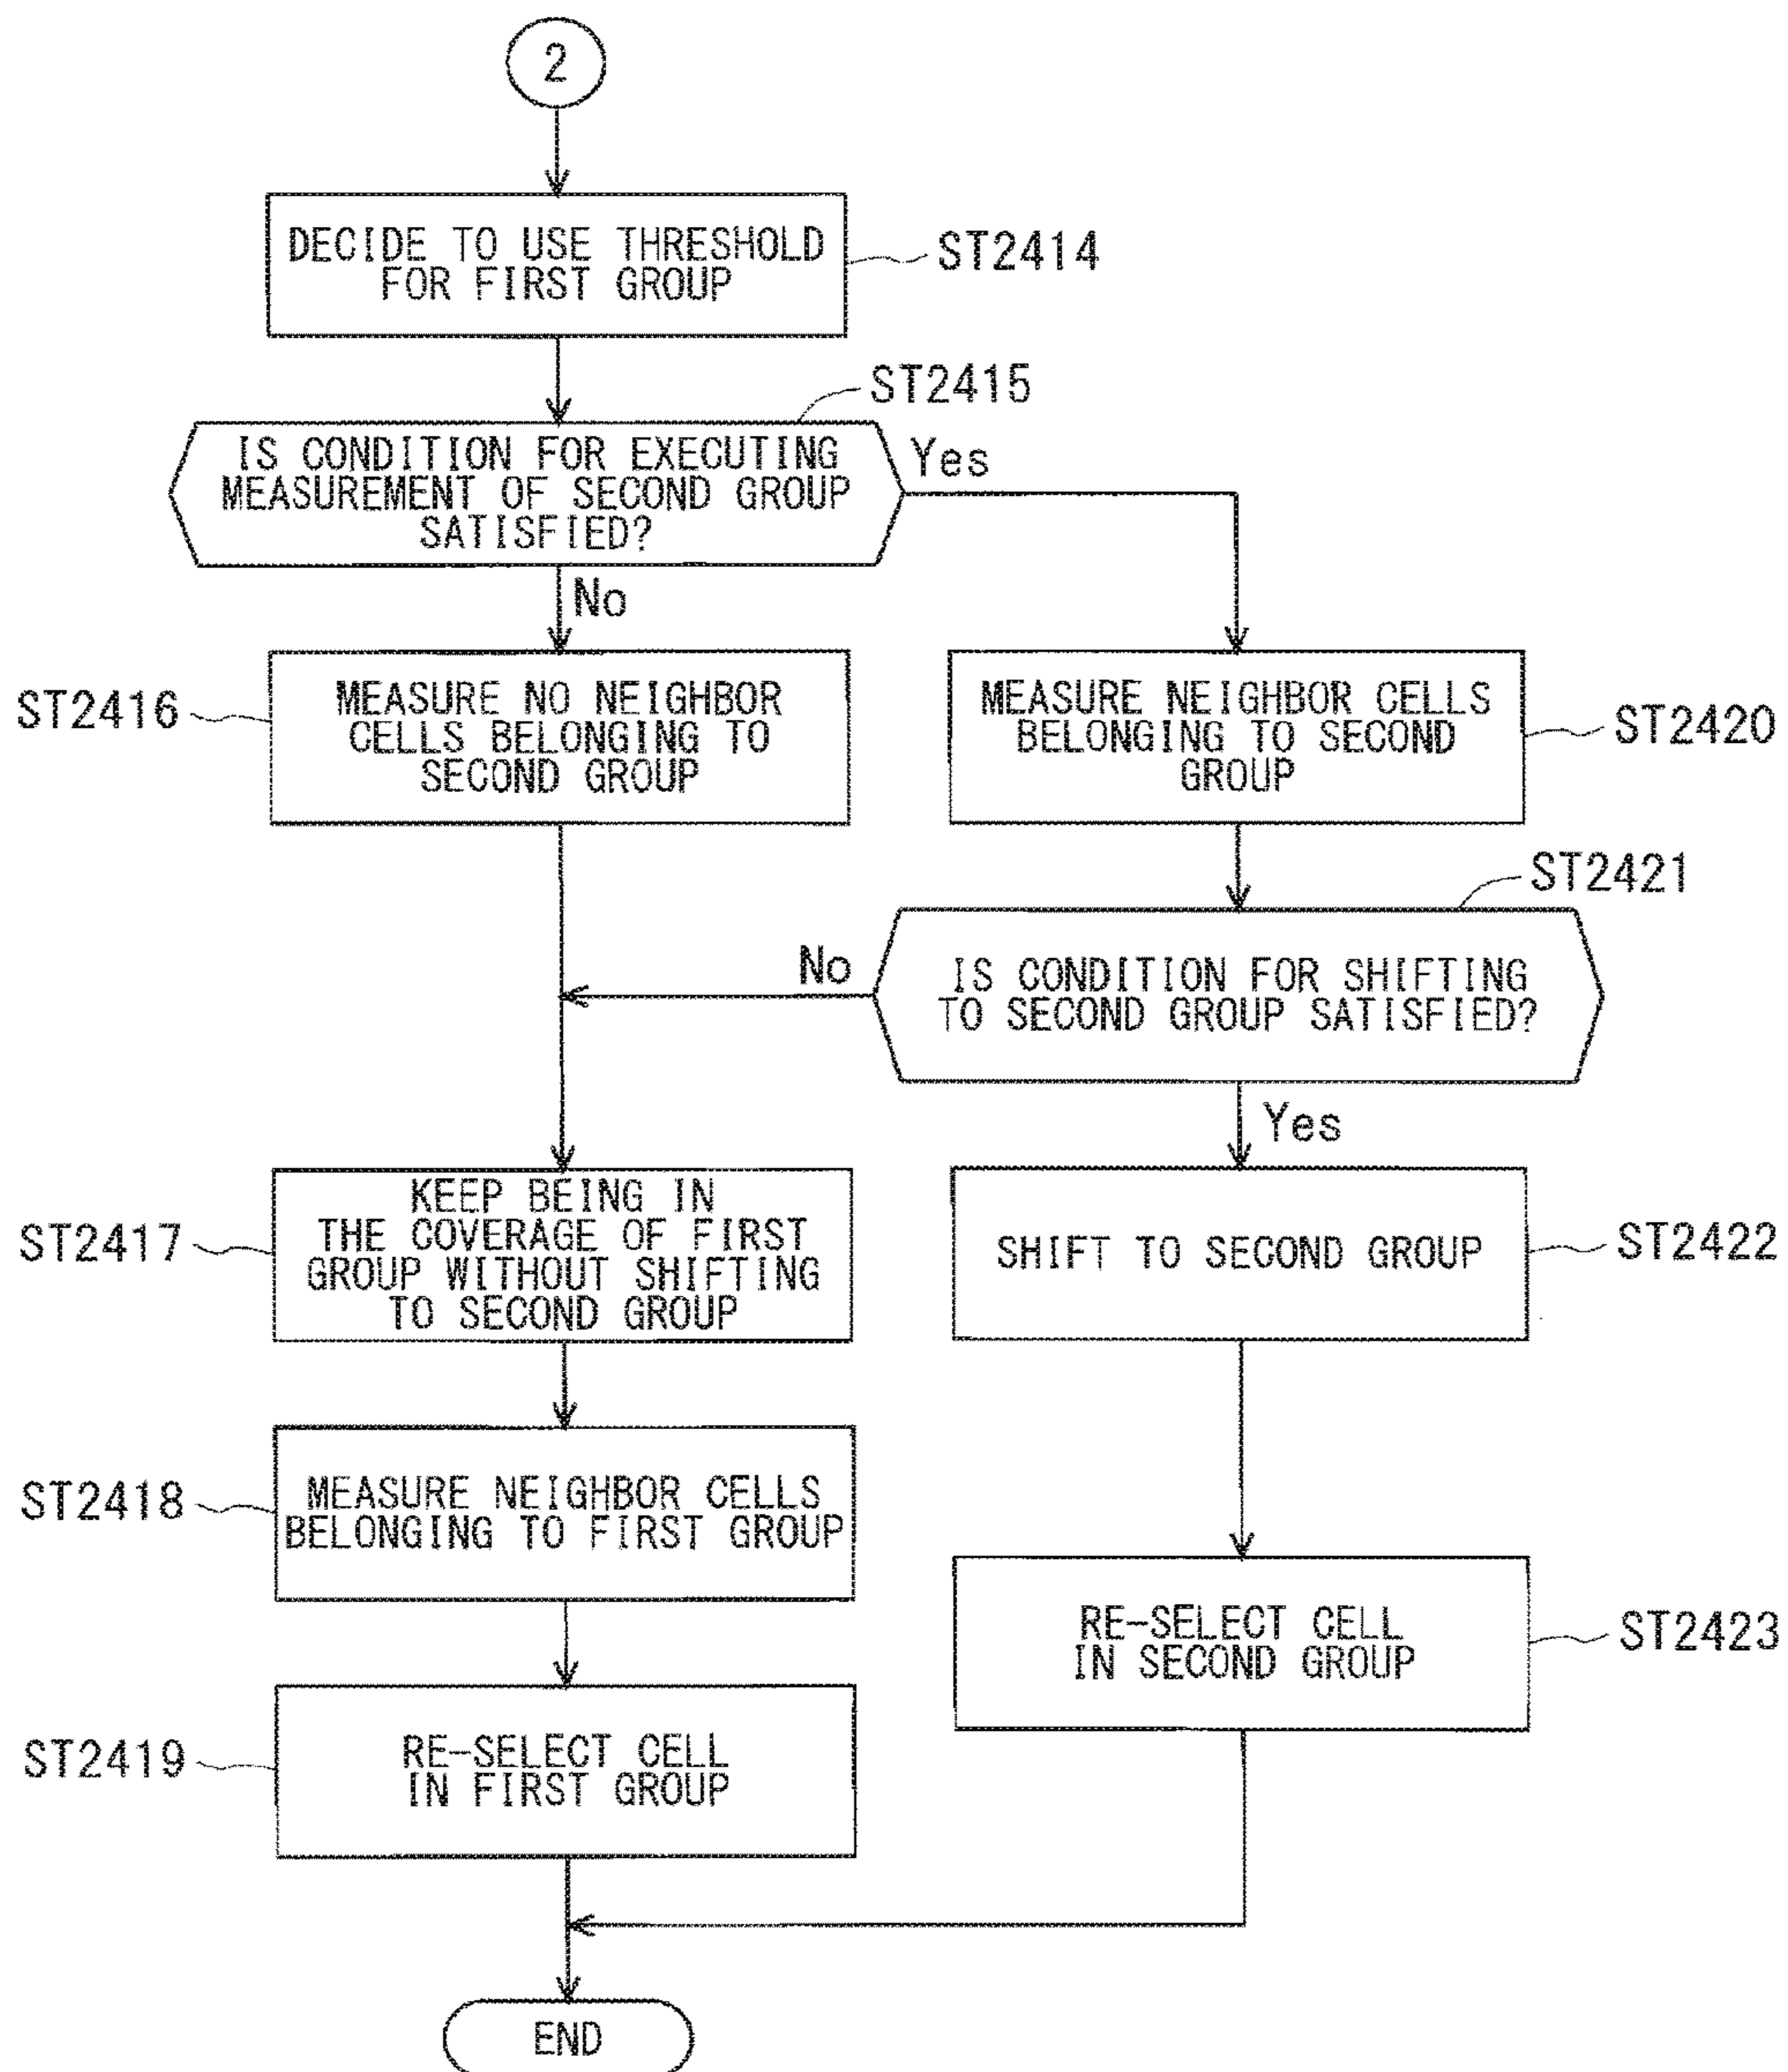 2
DECIDE TO USE THRESHOLD
FOR FIRST GROUP
ST2414
ST2415
IS CONDITION FOR EXECUTING
MEASUREMENT OF SECOND GROUP
SATISFIED?
Yes
No
ST2416
MEASURE NO NEIGHBOR
CELLS BELONGING TO
SECOND GROUP
MEASURE NEIGHBOR CELLS
BELONGING TO SECOND
GROUP
ST2420
ST2421
No
IS CONDITION FOR SHIFTING
TO SECOND GROUP SATISFIED?
Yes
ST2417
KEEP BEING IN
THE COVERAGE OF FIRST
GROUP WITHOUT SHIFTING
TO SECOND GROUP
SHIFT TO SECOND GROUP
ST2422
ST2418
MEASURE NEIGHBOR CELLS
BELONGING TO FIRST GROUP
RE-SELECT CELL
IN SECOND GROUP
ST2423
ST2419
RE-SELECT CELL
IN FIRST GROUP
END